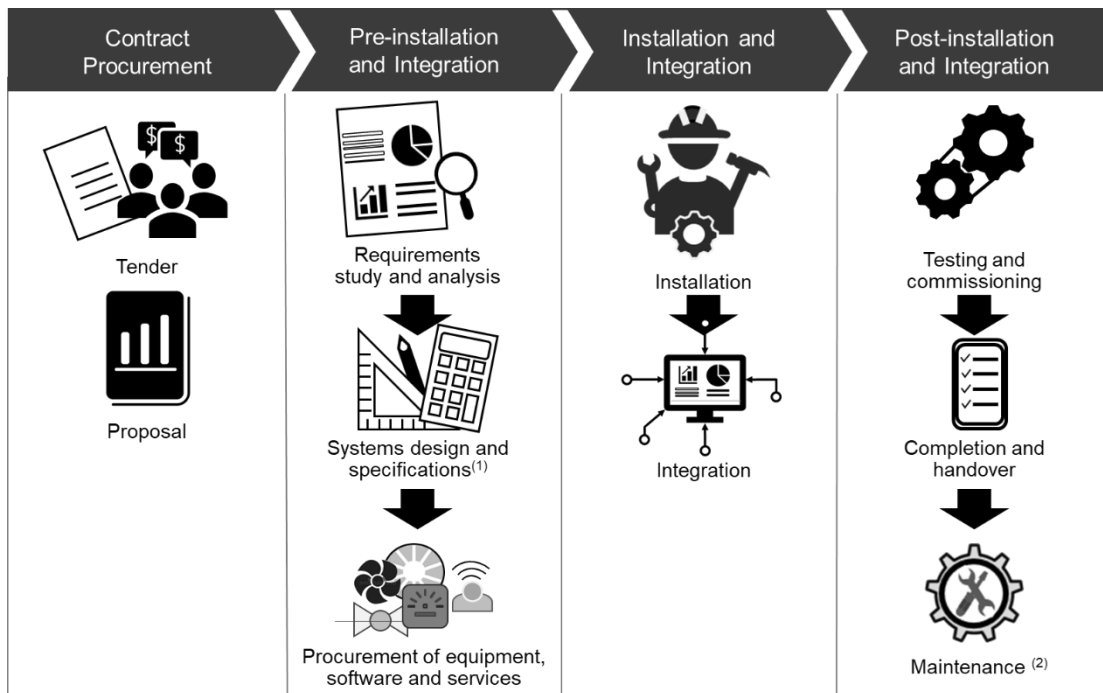 Contract
Procurement
Pre-installation
and Integration
Installation and
Integration
Post-installation
and Integration
$ $
Tender
Proposal
Requirements
study and analysis
Systems design and
specifications(1)
Procurement of equipment,
software and services
Installation
Integration
Testing and
commissioning
Completion and
handover
Maintenance (2)